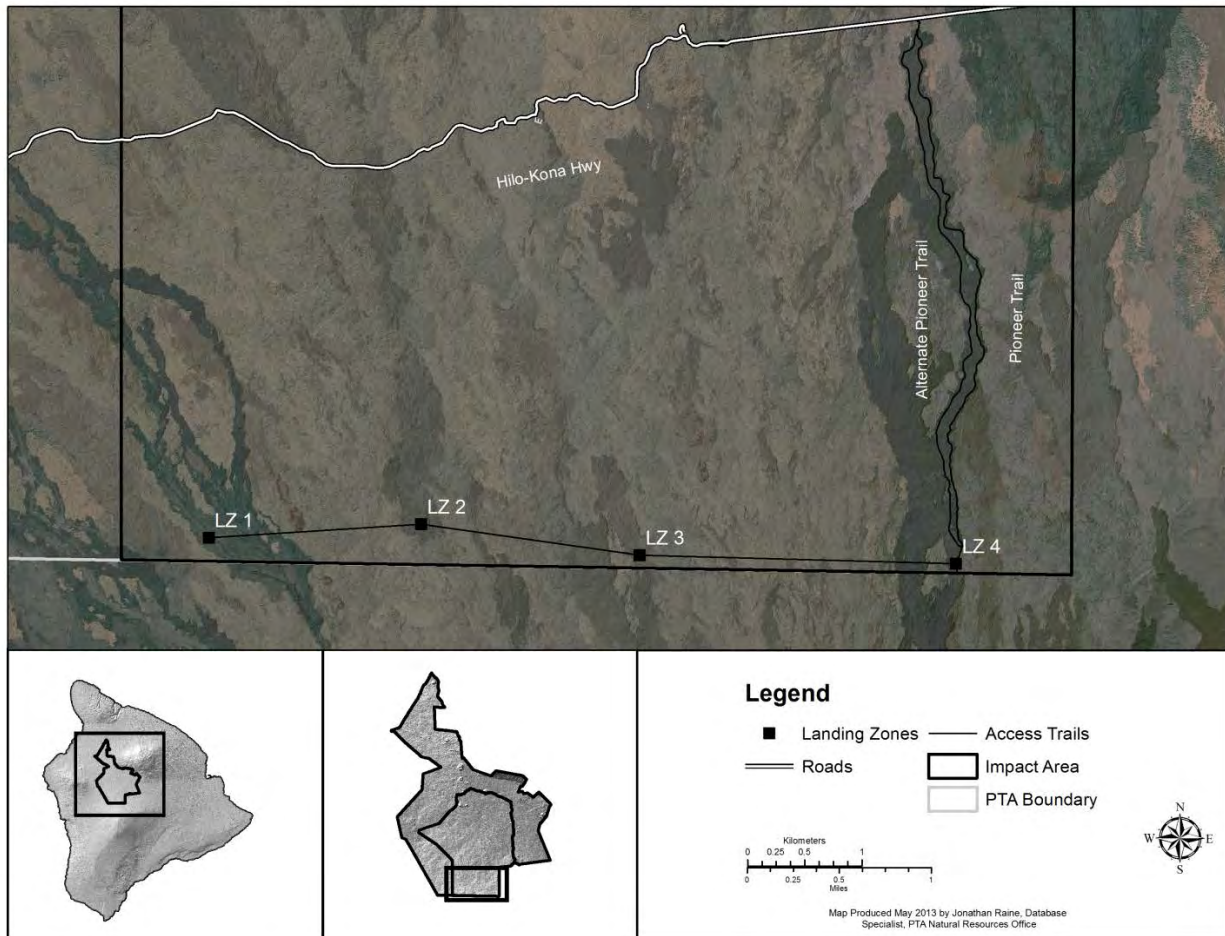 Hilo-Kona Hwy
Alternate Pioneer Trail
Pioneer Trail
LZ 1
LZ 2
LZ 3
LZ 4
Legend
Landing Zones
Access Trails
Roads
Impact Area
PTA Boundary
Kilometers
0 0.25 0.5 1
0 0.25 0.5 1
Miles
N
W E
S
Map Produced May 2013 by Jonathan Raine, Database
Specialist, PTA Natural Resources Office